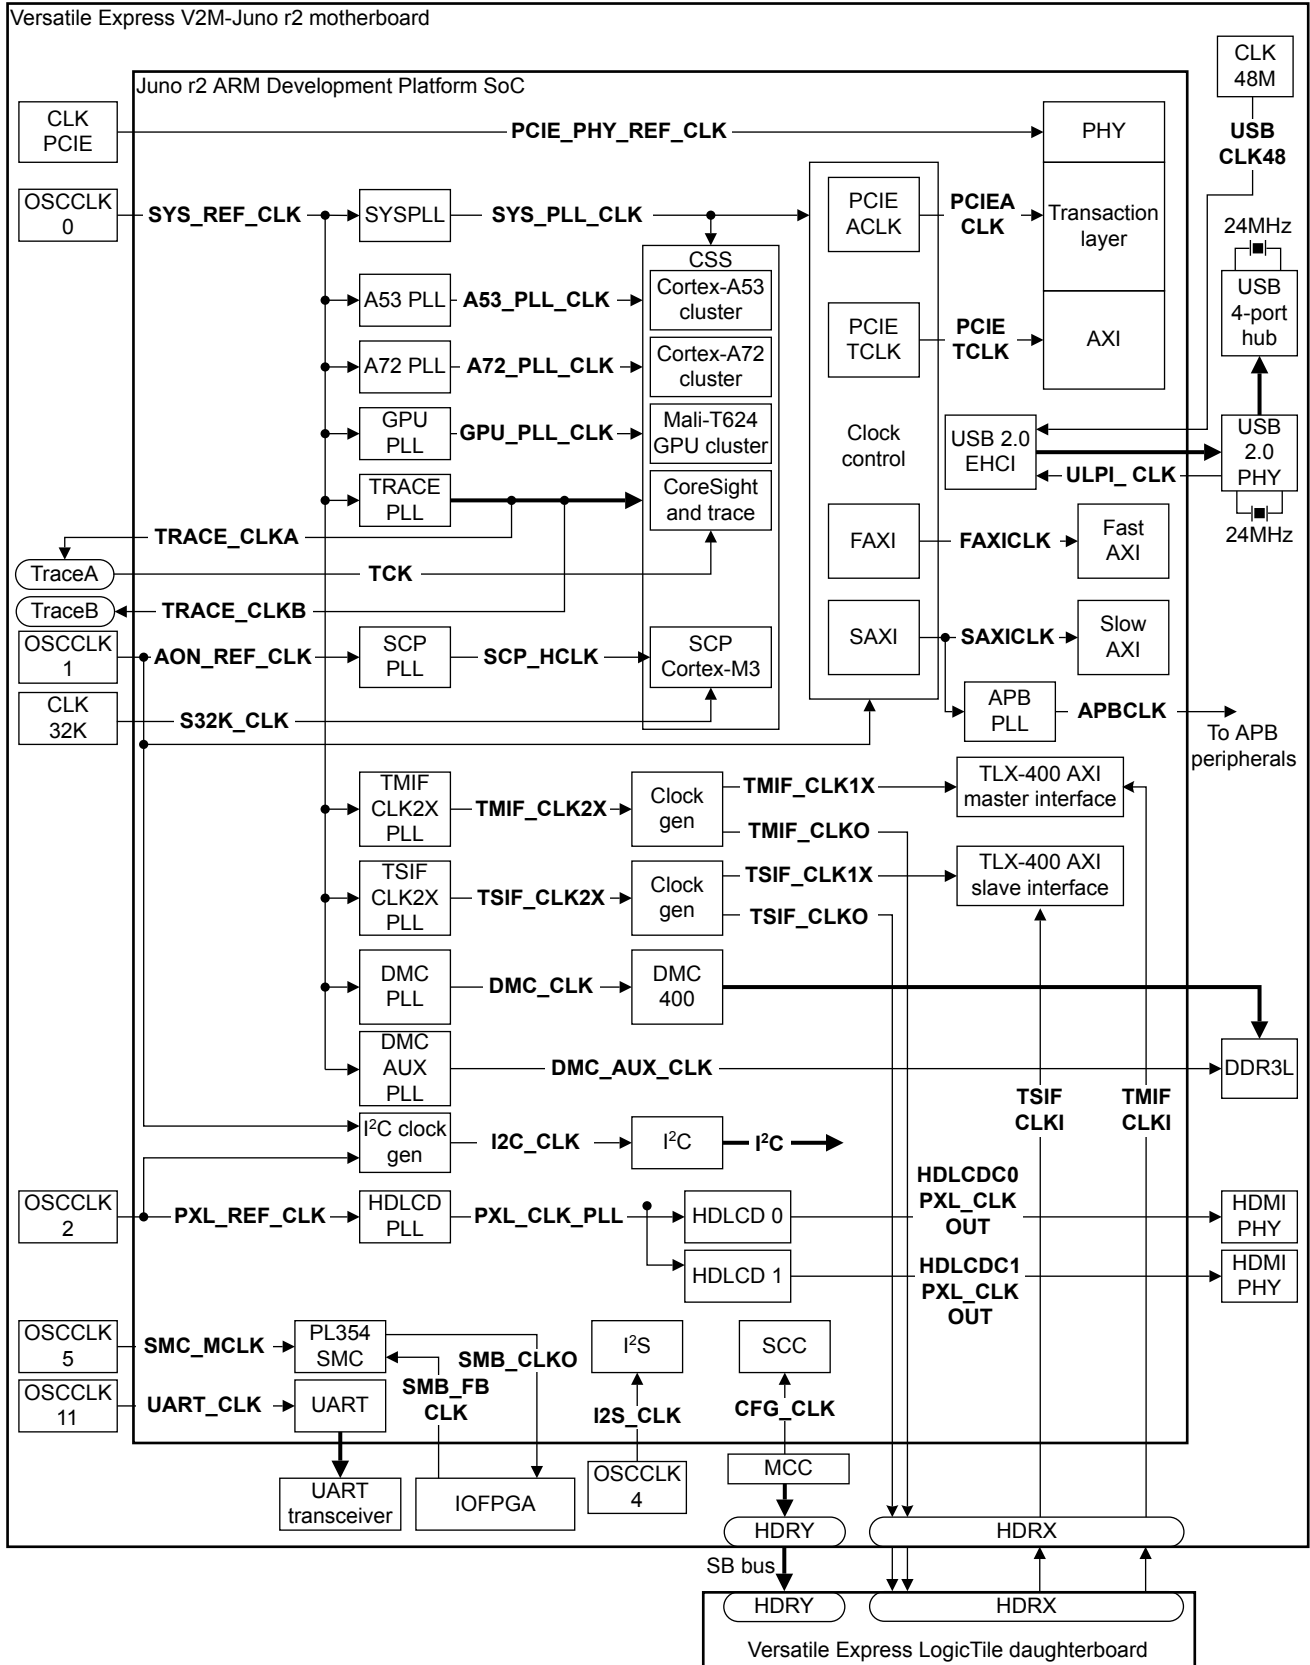 Versatile Express V2M-Juno r2 motherboard
CLK
48M
Juno r2 ARM Development Platform SoC
CLK
PCIE
PCIE_PHY_REF_CLK
PHY
USB
CLK48
OSCCLK
0
SYS_REF_CLK
SYSPLL
SYS_PLL_CLK
PCIE
ACLK
PCIEA
CLK
Transaction
layer
24MHz
CSS
A53 PLL
A53_PLL_CLK
Cortex-A53
cluster
USB
4-port
hub
PCIE
TCLK
PCIE
TCLK
AXI
A72 PLL
A72_PLL_CLK
Cortex-A72
cluster
GPU
PLL
GPU_PLL_CLK
Mali-T624
GPU cluster
Clock
control
USB 2.0
EHCI
ULPI_ CLK
USB
2.0
PHY
24MHz
TRACE
PLL
CoreSight
and trace
TRACE_CLKA
FAXI
FAXICLK
Fast
AXI
TraceA
TCK
TraceB
TRACE_CLKB
OSCCLK
1
AON_REF_CLK
SCP
PLL
SCP_HCLK
SCP
Cortex-M3
SAXI
SAXICLK
Slow
AXI
CLK
32K
S32K_CLK
APB
PLL
APBCLK
To APB
peripherals
TMIF
CLK2X
PLL
TMIF_CLK2X
Clock
gen
TMIF_CLK1X
TMIF_CLKO
TLX-400 AXI
master interface
TSIF
CLK2X
PLL
TSIF_CLK2X
Clock
gen
TSIF_CLK1X
TSIF_CLKO
TLX-400 AXI
slave interface
DMC
PLL
DMC_CLK
DMC
400
DMC
AUX
PLL
DMC_AUX_CLK
DDR3L
TSIF
CLKI
TMIF
CLKI
I²C clock
gen
I2C_CLK
I²C
I²C
OSCCLK
2
PXL_REF_CLK
HDLCD
PLL
PXL_CLK_PLL
HDLCD 0
HDLCDC0
PXL_CLK
OUT
HDMI
PHY
HDLCD 1
HDLCDC1
PXL_CLK
OUT
HDMI
PHY
OSCCLK
5
SMC_MCLK
PL354
SMC
SMB_CLKO
I²S
SCC
OSCCLK
11
UART_CLK
UART
SMB_FB
CLK
I2S_CLK
CFG_CLK
UART
transceiver
IOFPGA
OSCCLK
4
MCC
HDRY
HDRX
SB bus
HDRY
HDRX
Versatile Express LogicTile daughterboard